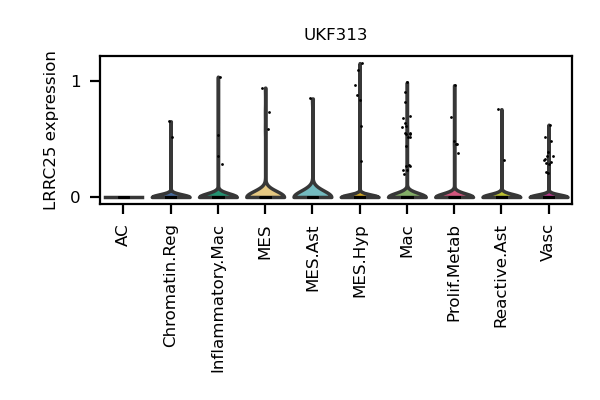 UKF313
LRRC25 expression
1
0
AC
Chromatin.Reg
Inflammatory.Mac
MES
MES.Ast
MES.Hyp
Mac
Prolif.Metab
Reactive.Ast
Vasc